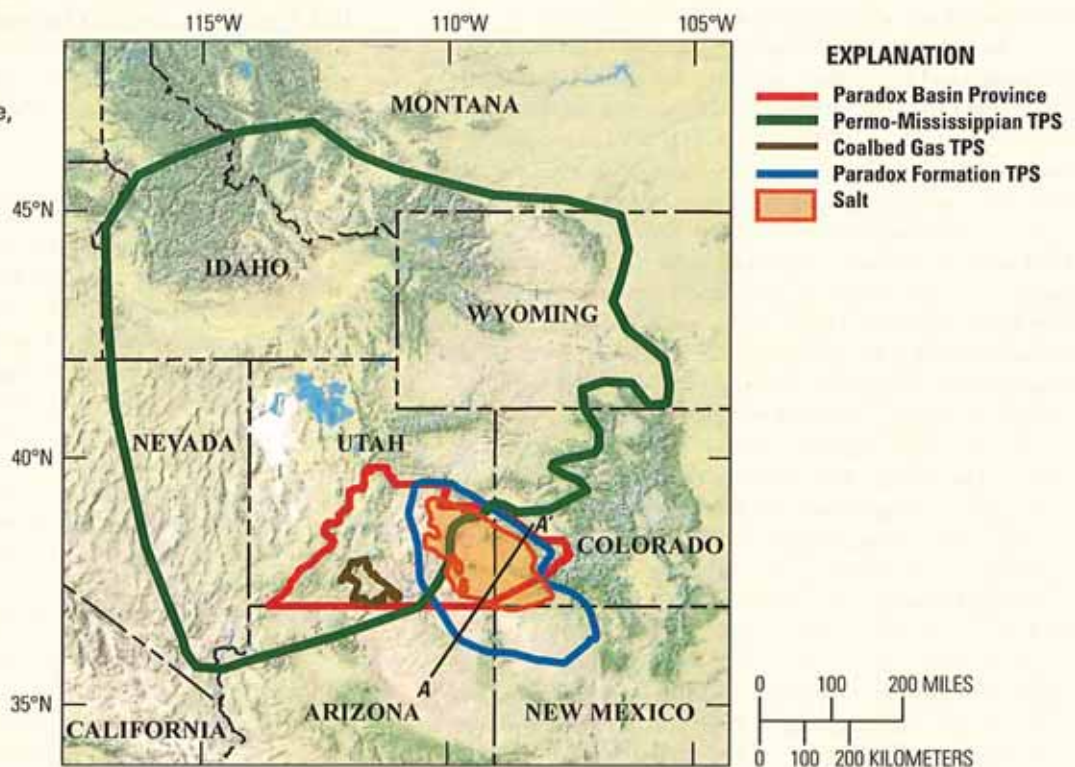 115°W
110°W
105°W
e,
MONTANA
45°N
IDAHO
WYOMING
NEVADA
UTAH
40°N
A'
COLORADO
A
35°N
ARIZONA
NEW MEXICO
CALIFORNIA
EXPLANATION
Paradox Basin Province
Permo-Mississippian TPS
Coalbed Gas TPS
Paradox Formation TPS
Salt
0 100 200 MILES
0 100 200 KILOMETERS